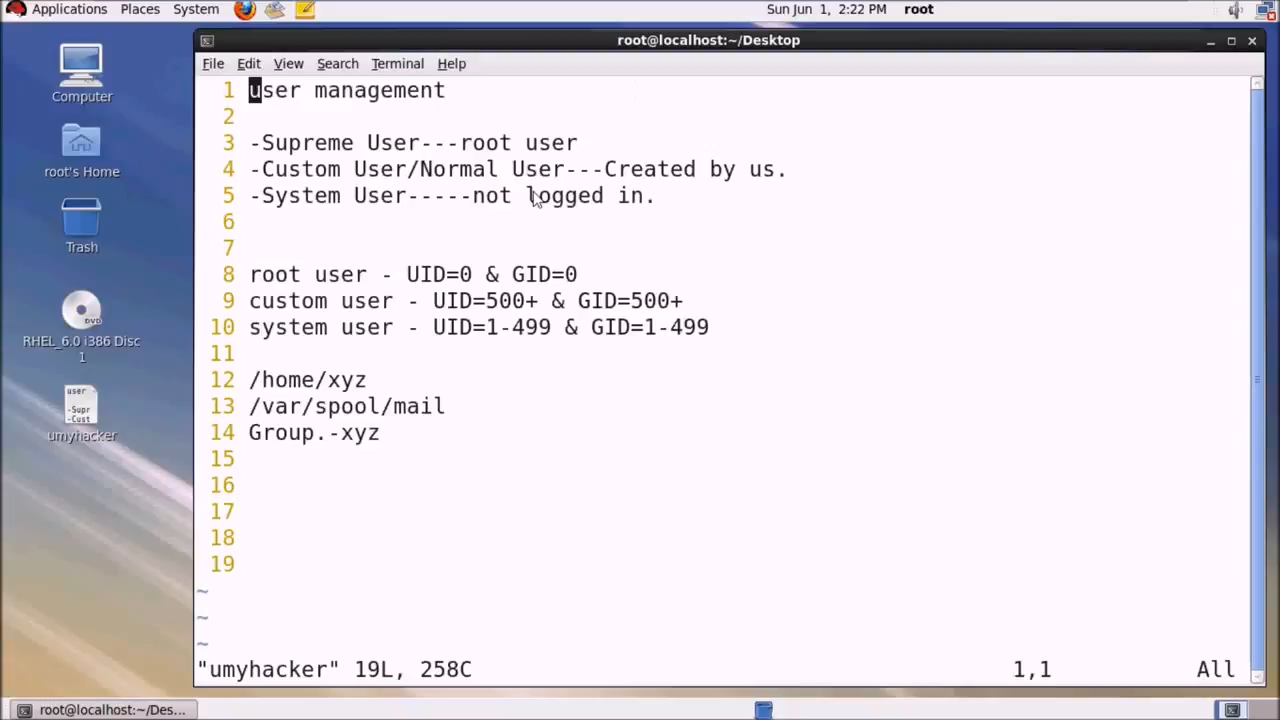 Applications Places System
Sun Jun 1, 2:22 PM root
root@localhost:~/Desktop
File Edit View Search Terminal Help
1 user management
2
3 -Supreme User---root user
4 -Custom User/Normal User---Created by us.
5 -System User-----not logged in.
6
7
8 root user - UID=0 & GID=0
9 custom user - UID=500+ & GID=500+
10 system user - UID=1-499 & GID=1-499
11
12 /home/xyz
13 /var/spool/mail
14 Group.-xyz
15
16
17
18
19
~
~
~
"umyhacker" 19L, 258C 1,1 All
Computer
root's Home
Trash
DVD
RHEL_6.0 i386 Disc
1
user
-Supr
-Cust
umyhacker
root@localhost:~/Des...